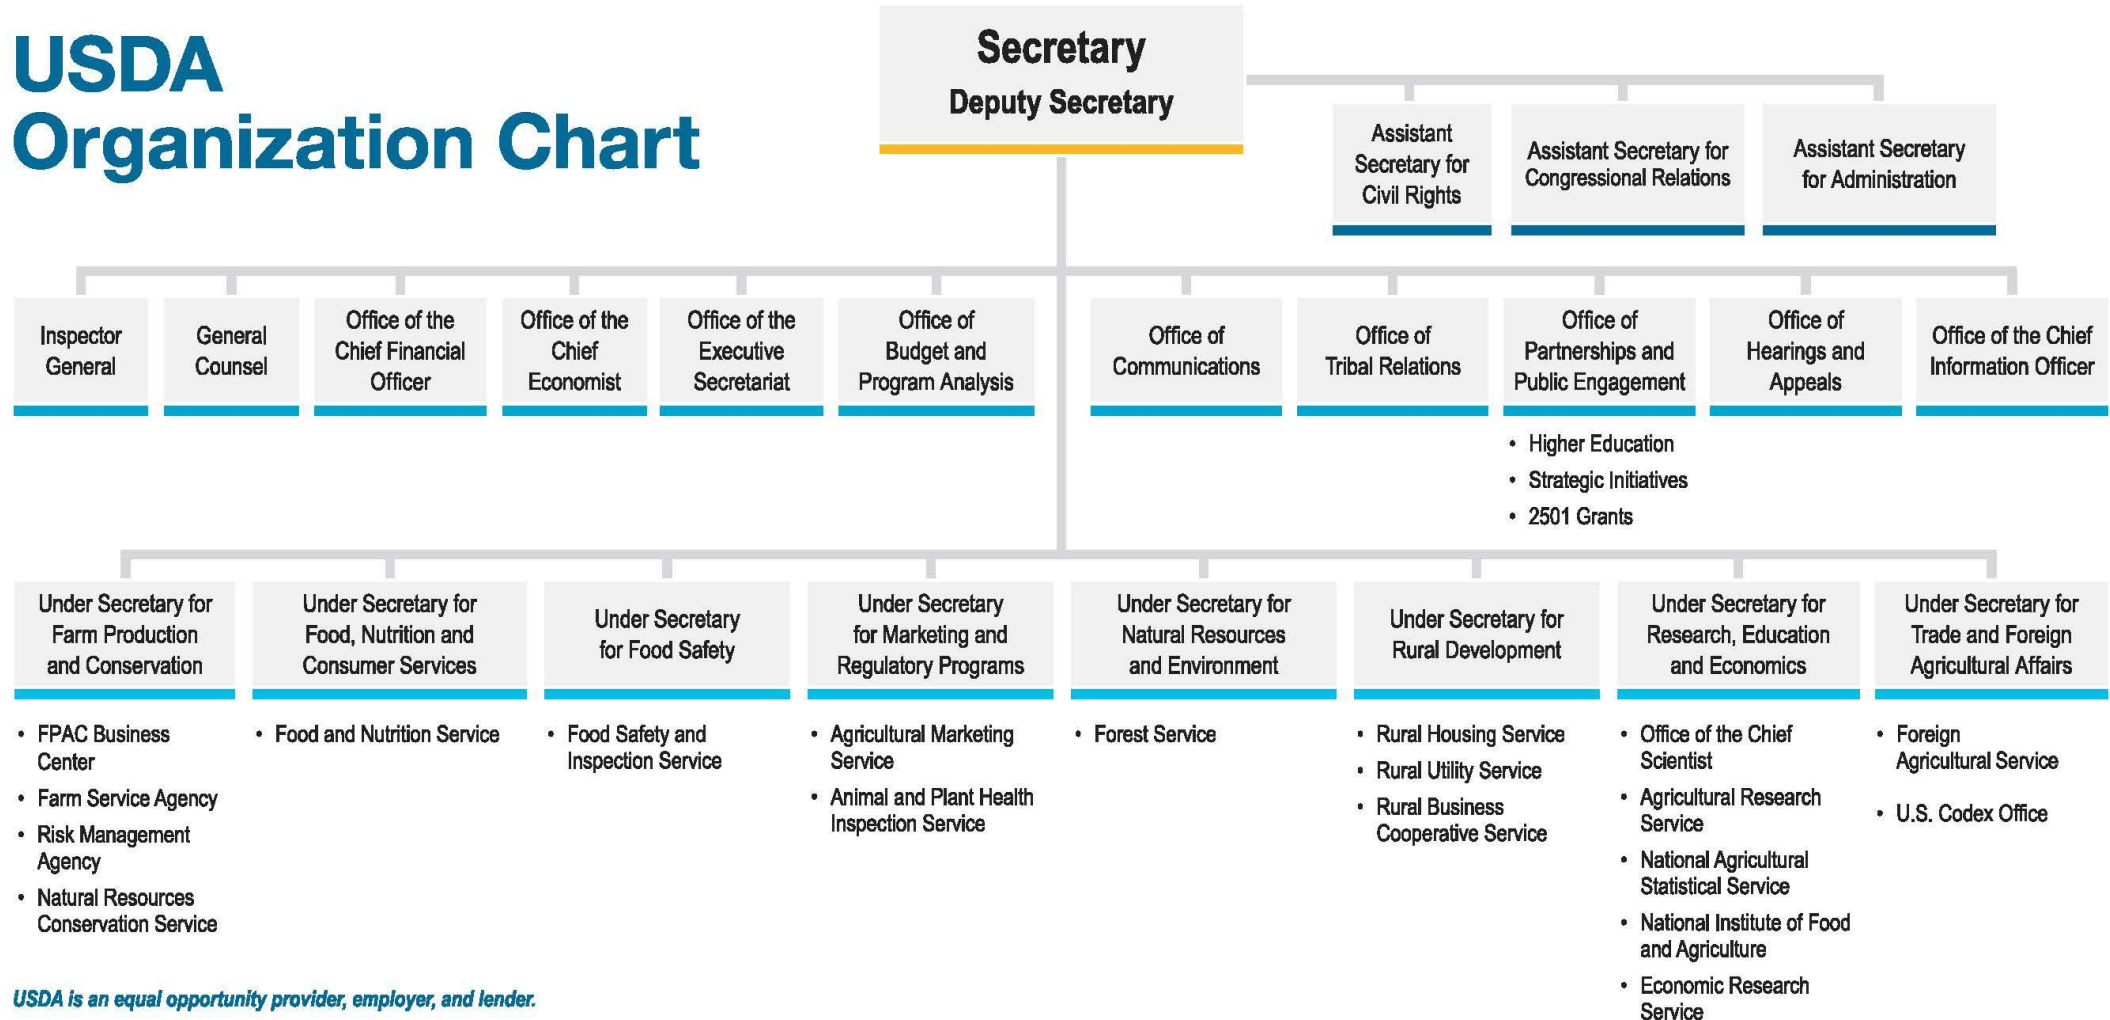 USDA
Organization Chart
Secretary
Deputy Secretary
Assistant
Secretary for
Civil Rights
Assistant Secretary for
Congressional Relations
Assistant Secretary
for Administration
Inspector
General
General
Counsel
Office of the
Chief Financial
Officer
Office of the
Chief
Economist
Office of the
Executive
Secretariat
Office of
Budget and
Program Analysis
Office of
Communications
Office of
Tribal Relations
Office of
Partnerships and
Public Engagement
• Higher Education
• Strategic Initiatives
• 2501 Grants
Office of
Hearings and
Appeals
Office of the Chief
Information Officer
Under Secretary for
Farm Production
and Conservation
• FPAC Business
Center
• Farm Service Agency
• Risk Management
Agency
• Natural Resources
Conservation Service
Under Secretary for
Food, Nutrition and
Consumer Services
• Food and Nutrition Service
Under Secretary
for Food Safety
• Food Safety and
Inspection Service
Under Secretary
for Marketing and
Regulatory Programs
• Agricultural Marketing
Service
• Animal and Plant Health
Inspection Service
Under Secretary for
Natural Resources
and Environment
• Forest Service
Under Secretary for
Rural Development
• Rural Housing Service
• Rural Utility Service
• Rural Business
Cooperative Service
Under Secretary for
Research, Education
and Economics
• Office of the Chief
Scientist
• Agricultural Research
Service
• National Agricultural
Statistical Service
• National Institute of Food
and Agriculture
• Economic Research
Service
Under Secretary for
Trade and Foreign
Agricultural Affairs
• Foreign
Agricultural Service
• U.S. Codex Office
USDA is an equal opportunity provider, employer, and lender.